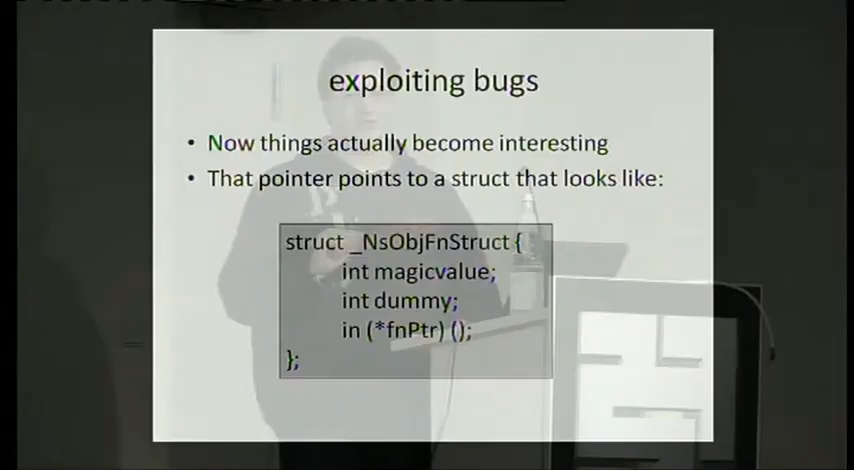 exploiting bugs
• Now things actually become interesting
• That pointer points to a struct that looks like:
struct _NsObjFnStruct {
int magicvalue;
int dummy;
in (*fnPtr) ();
};